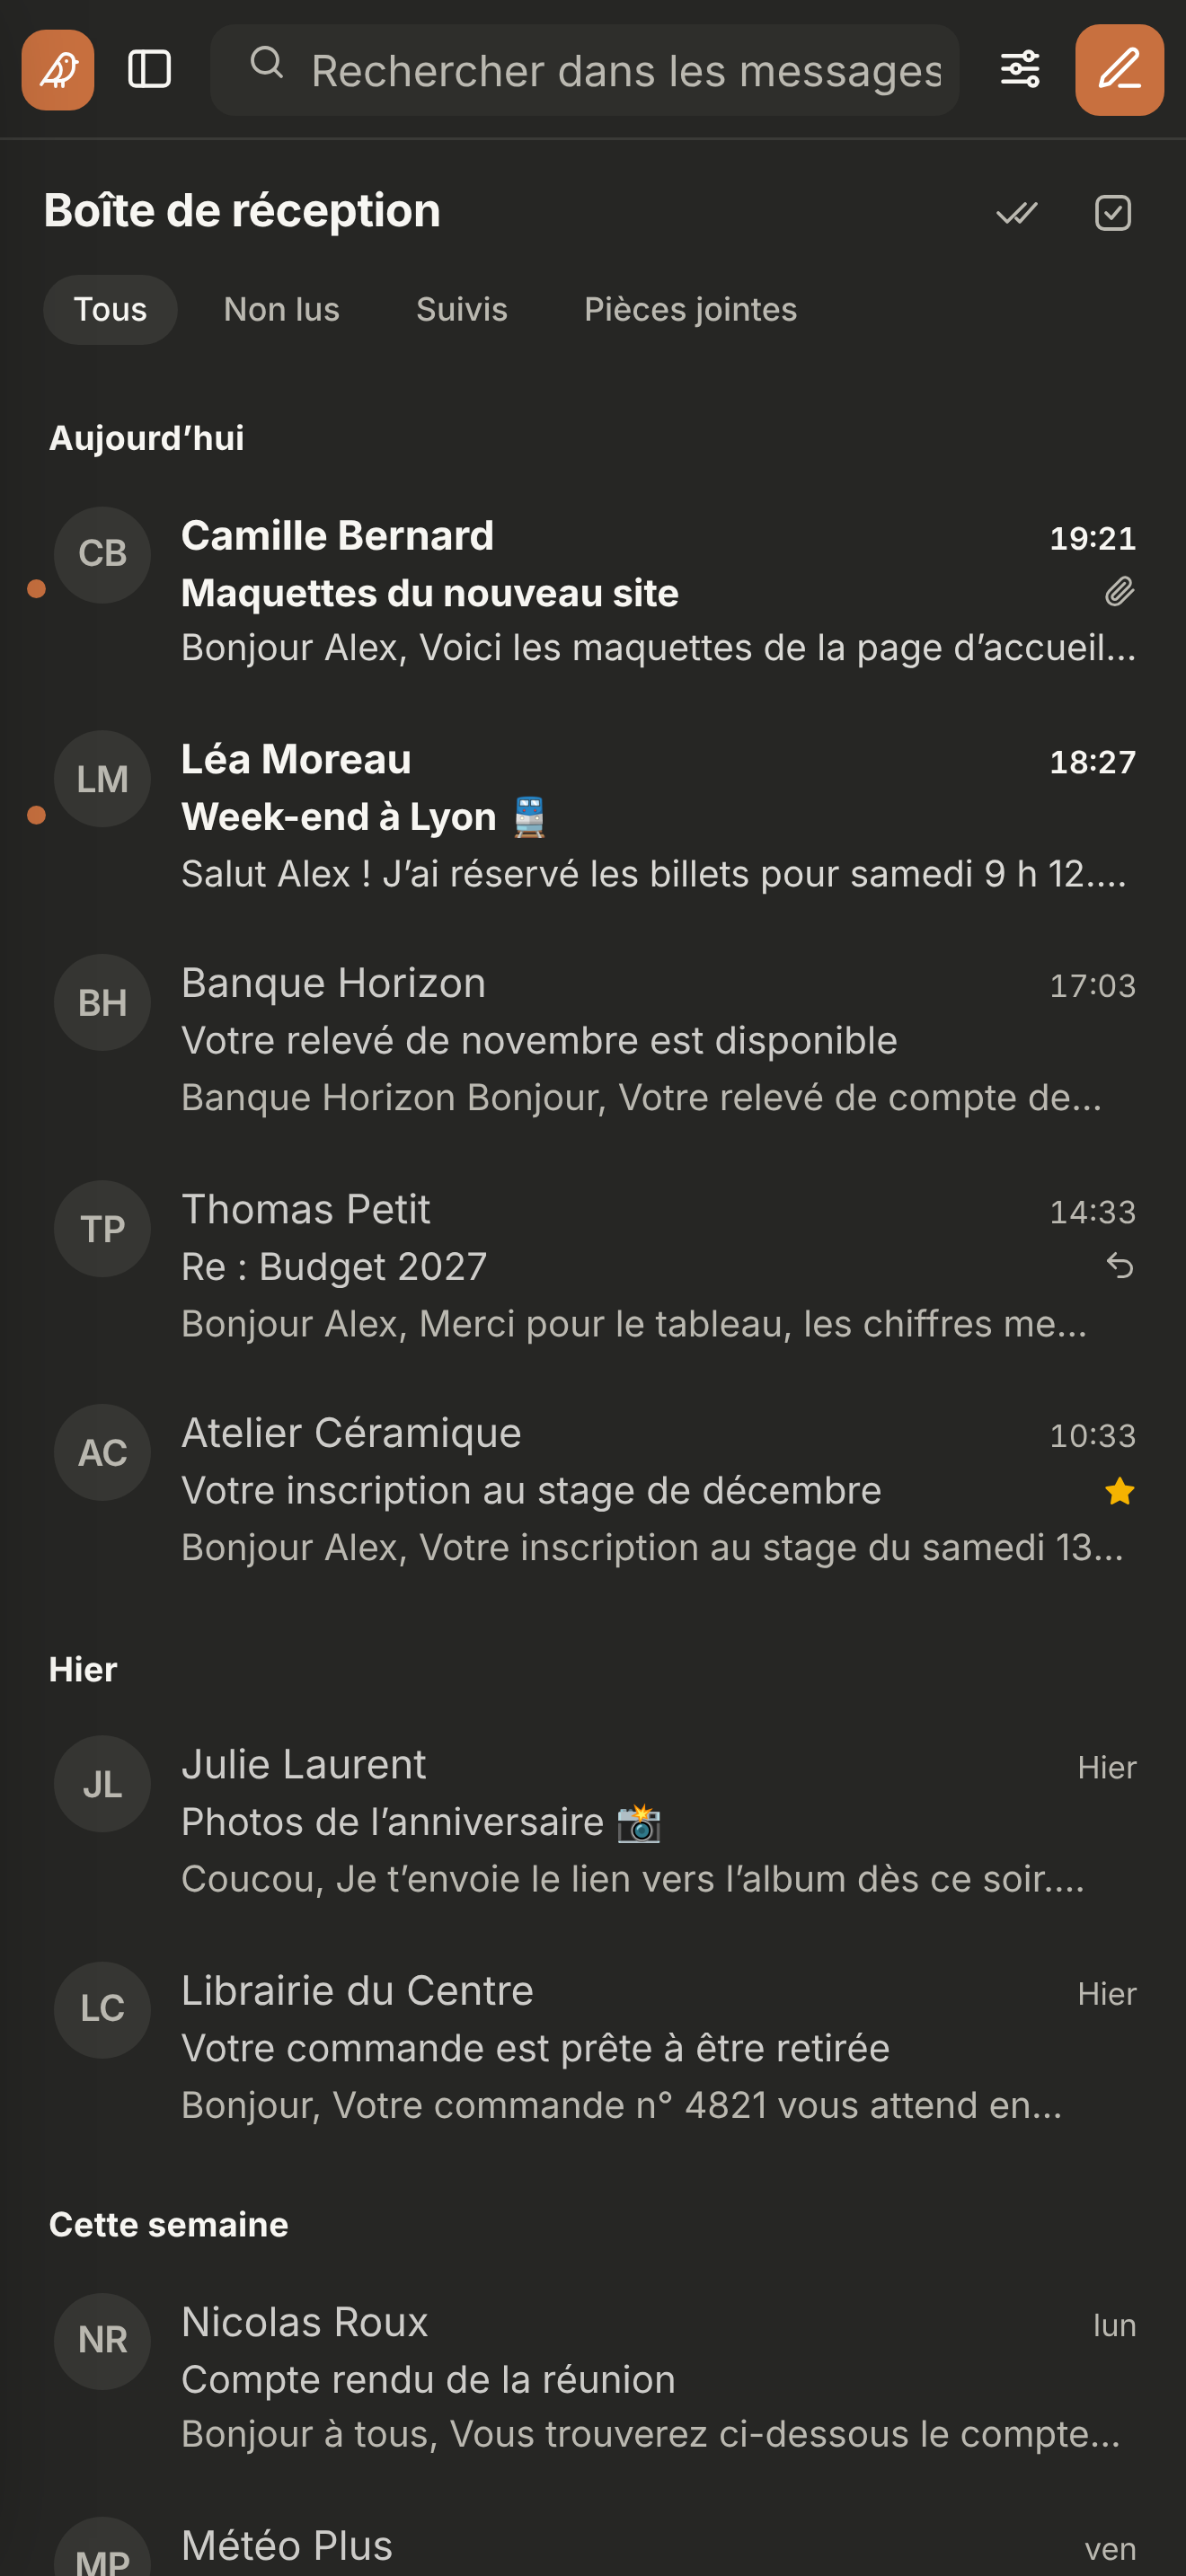 Rechercher dans les messages
Boîte de réception
Tous Non lus Suivis Pièces jointes
Aujourd’hui
CB Camille Bernard 19:21
Maquettes du nouveau site
Bonjour Alex, Voici les maquettes de la page d’accueil...
LM Léa Moreau 18:27
Week-end à Lyon 🚆
Salut Alex ! J’ai réservé les billets pour samedi 9 h 12....
BH Banque Horizon 17:03
Votre relevé de novembre est disponible
Banque Horizon Bonjour, Votre relevé de compte de...
TP Thomas Petit 14:33
Re : Budget 2027
Bonjour Alex, Merci pour le tableau, les chiffres me...
AC Atelier Céramique 10:33
Votre inscription au stage de décembre
Bonjour Alex, Votre inscription au stage du samedi 13...
Hier
JL Julie Laurent Hier
Photos de l’anniversaire 📸
Coucou, Je t’envoie le lien vers l’album dès ce soir....
LC Librairie du Centre Hier
Votre commande est prête à être retirée
Bonjour, Votre commande n° 4821 vous attend en...
Cette semaine
NR Nicolas Roux lun
Compte rendu de la réunion
Bonjour à tous, Vous trouverez ci-dessous le compte...
MP Météo Plus ven